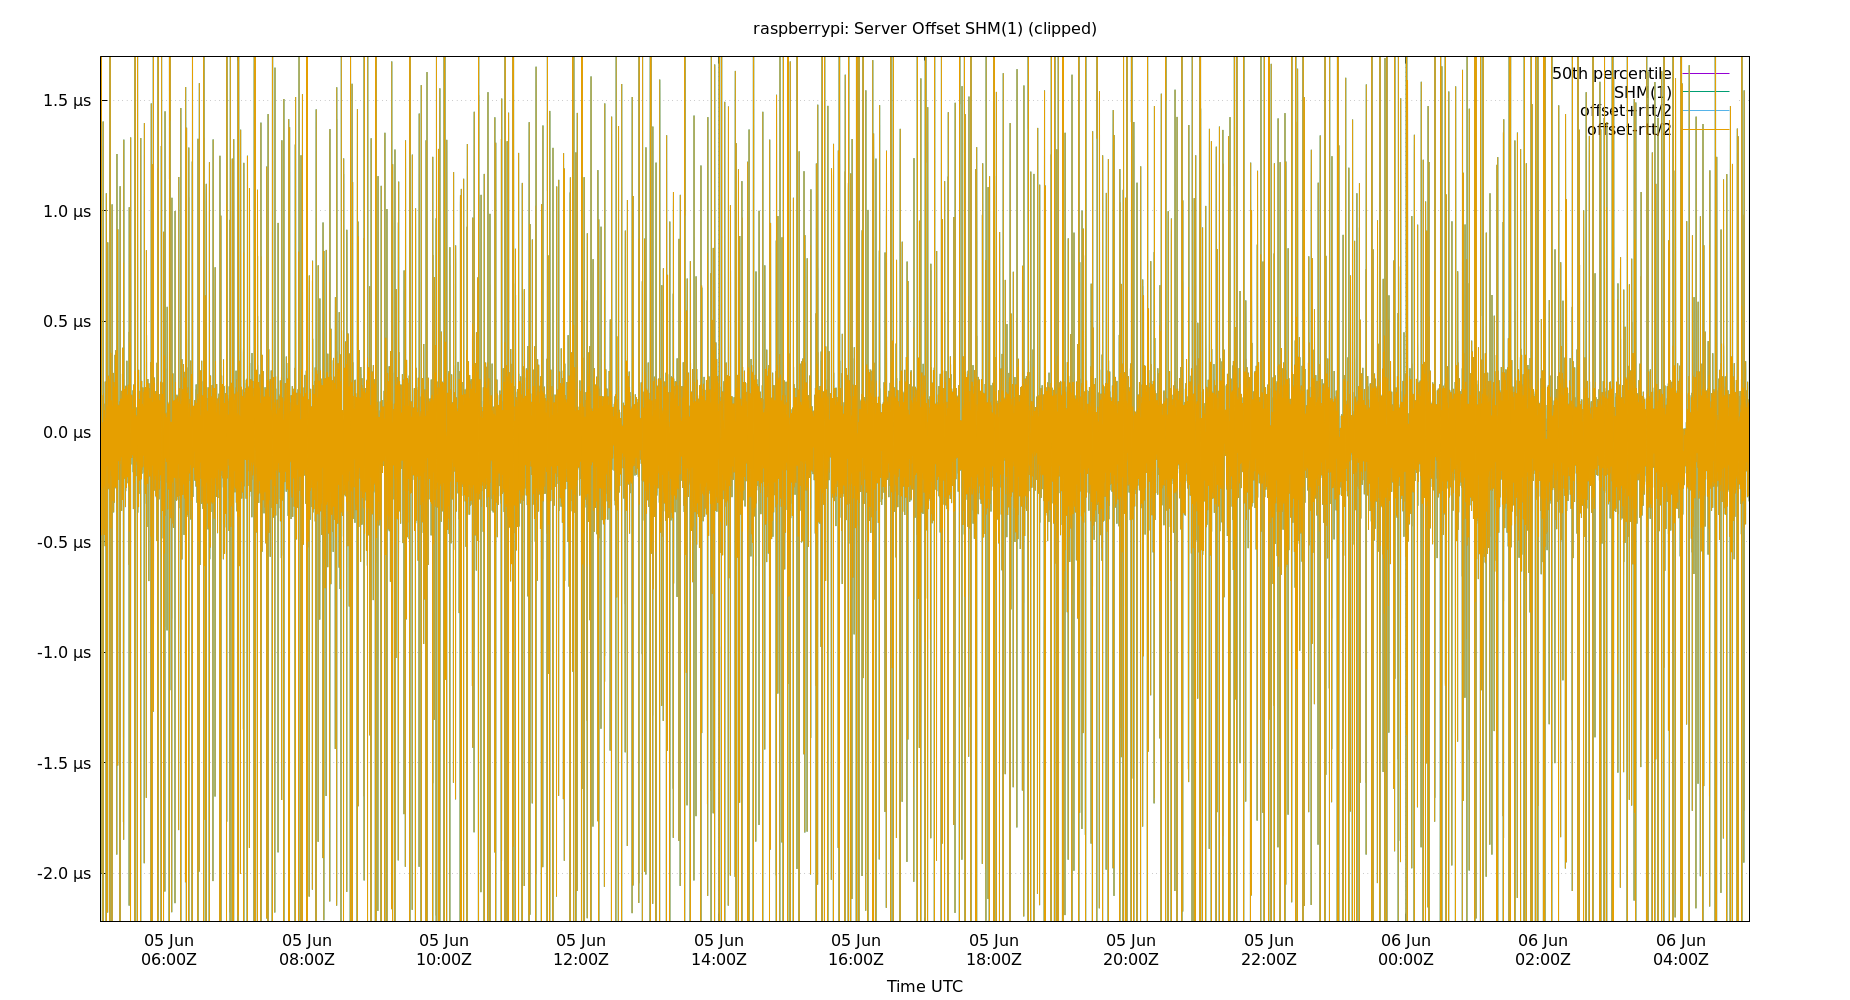 raspberrypi: Server Offset SHM(1) (clipped)
50th percentile
SHM(1)
offset+rtt/2
offset-rtt/2
1.5 µs
1.0 µs
0.5 µs
0.0 µs
-0.5 µs
-1.0 µs
-1.5 µs
-2.0 µs
05 Jun 05 Jun 05 Jun 05 Jun 05 Jun 05 Jun 05 Jun 05 Jun 05 Jun 06 Jun 06 Jun 06 Jun
06:00Z 08:00Z 10:00Z 12:00Z 14:00Z 16:00Z 18:00Z 20:00Z 22:00Z 00:00Z 02:00Z 04:00Z
Time UTC